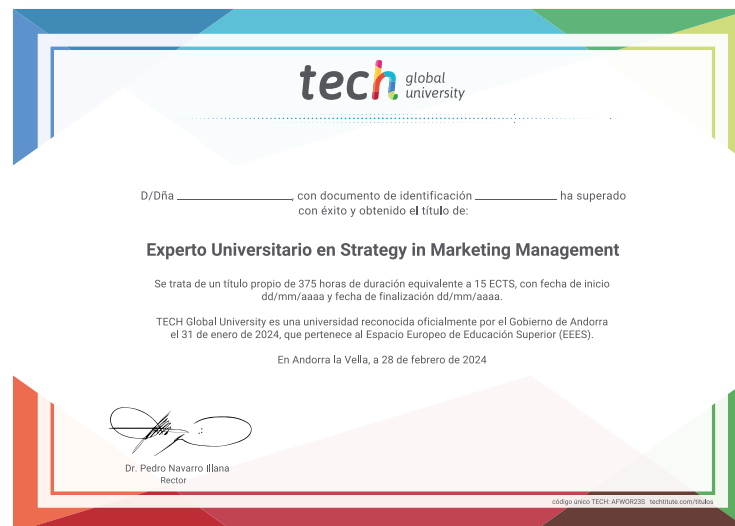 tech global university
D/Dña ____________, con documento de identificación ____________ ha superado
con éxito y obtenido el título de:
Experto Universitario en Strategy in Marketing Management
Se trata de un título propio de 375 horas de duración equivalente a 15 ECTS, con fecha de inicio
dd/mm/aaaa y fecha de finalización dd/mm/aaaa.
TECH Global University es una universidad reconocida oficialmente por el Gobierno de Andorra
el 31 de enero de 2024, que pertenece al Espacio Europeo de Educación Superior (EEES).
En Andorra la Vella, a 28 de febrero de 2024
Dr. Pedro Navarro Illana
Rector
código único TECH: AFWOR23S techtitute.com/titulos